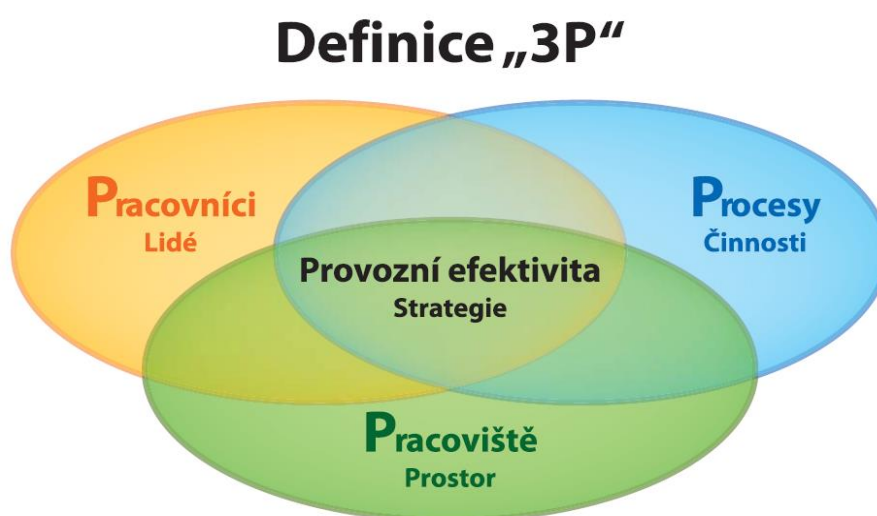 Definice „3P“
Pracovníci
Lidé
Procesy
Činnosti
Provozní efektivita
Strategie
Pracoviště
Prostor